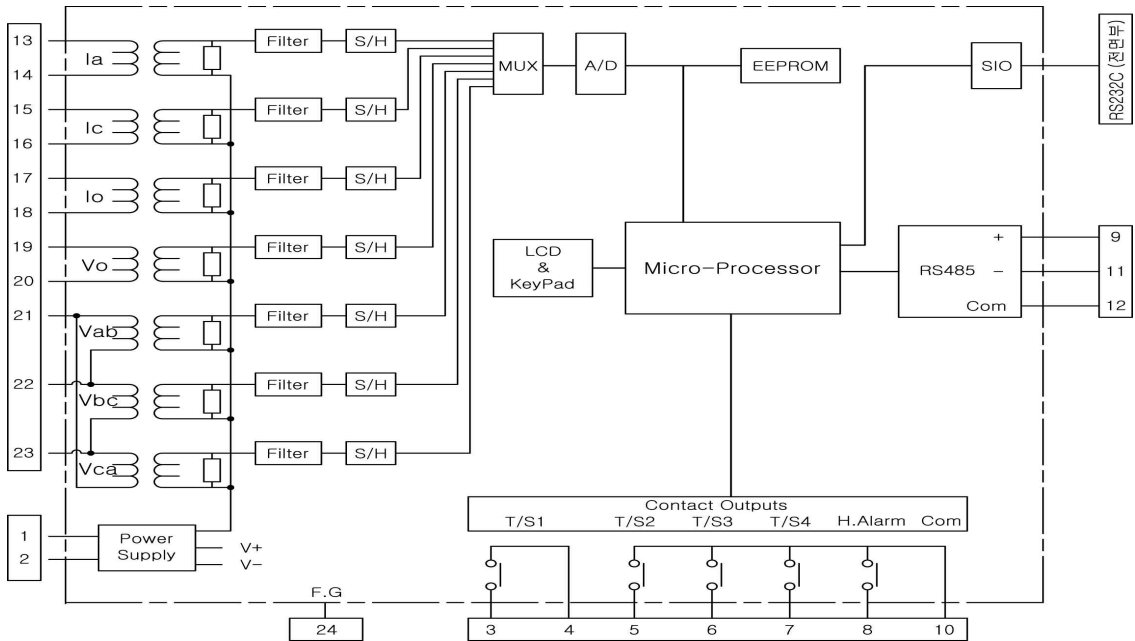 13
Ia
14
Filter
S/H
MUX
A/D
EEPROM
SIO
RS232C (전면부)
15
Ic
16
Filter
S/H
17
Io
18
Filter
S/H
19
Vo
20
Filter
S/H
LCD
&
KeyPad
Micro-Processor
RS485
+
-
Com
9
11
12
21
Vab
Filter
S/H
22
Vbc
Filter
S/H
23
Vca
Filter
S/H
1
2
Power
Supply
V+
V-
Contact Outputs
T/S1 T/S2 T/S3 T/S4 H.Alarm Com
F.G
24
3 4 5 6 7 8 10